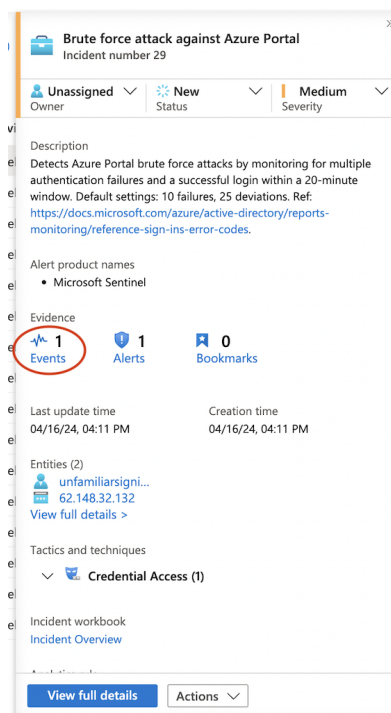 Brute force attack against Azure Portal
Incident number 29
Unassigned
Owner
New
Status
Medium
Severity
Description
Detects Azure Portal brute force attacks by monitoring for multiple
authentication failures and a successful login within a 20-minute
window. Default settings: 10 failures, 25 deviations. Ref:
https://docs.microsoft.com/azure/active-directory/reports-
monitoring/reference-sign-ins-error-codes.
Alert product names
• Microsoft Sentinel
Evidence
1
Events
1
Alerts
0
Bookmarks
Last update time
04/16/24, 04:11 PM
Creation time
04/16/24, 04:11 PM
Entities (2)
unfamiliarsigni...
62.148.32.132
View full details >
Tactics and techniques
Credential Access (1)
Incident workbook
Incident Overview
View full details
Actions